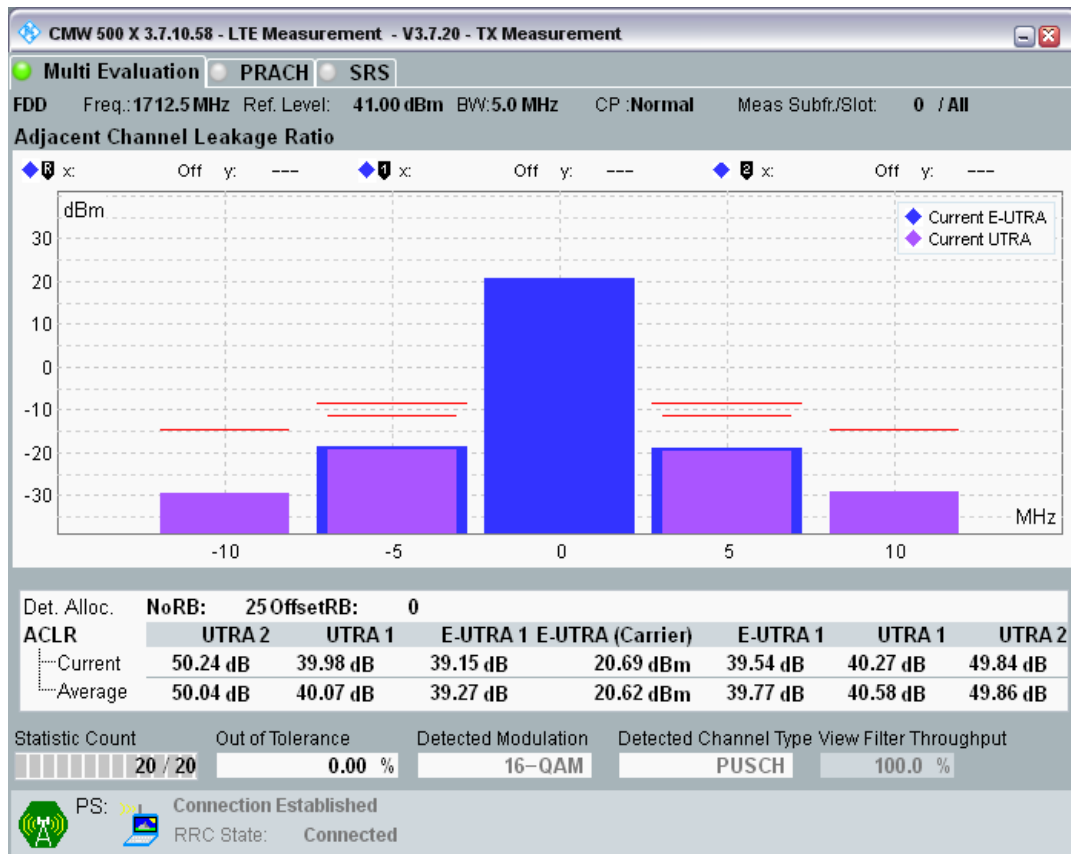 CMW 500 X 3.7.10.58 - LTE Measurement - V3.7.20 - TX Measurement
Multi Evaluation PRACH SRS
FDD Freq.:1712.5 MHz Ref. Level: 41.00 dBm BW:5.0 MHz CP :Normal Meas Subfr./Slot: 0 / All
Adjacent Channel Leakage Ratio
R x: Off y: --- 1 x: Off y: --- 2 x: Off y: ---
dBm
Current E-UTRA
Current UTRA
30
20
10
0
-10
-20
-30
MHz
-10 -5 0 5 10
Det. Alloc. NoRB: 25 OffsetRB: 0
ACLR UTRA 2 UTRA 1 E-UTRA 1 E-UTRA (Carrier) E-UTRA 1 UTRA 1 UTRA 2
Current 50.24 dB 39.98 dB 39.15 dB 20.69 dBm 39.54 dB 40.27 dB 49.84 dB
Average 50.04 dB 40.07 dB 39.27 dB 20.62 dBm 39.77 dB 40.58 dB 49.86 dB
Statistic Count Out of Tolerance Detected Modulation Detected Channel Type View Filter Throughput
20 / 20 0.00 % 16-QAM PUSCH 100.0 %
PS: Connection Established
RRC State: Connected